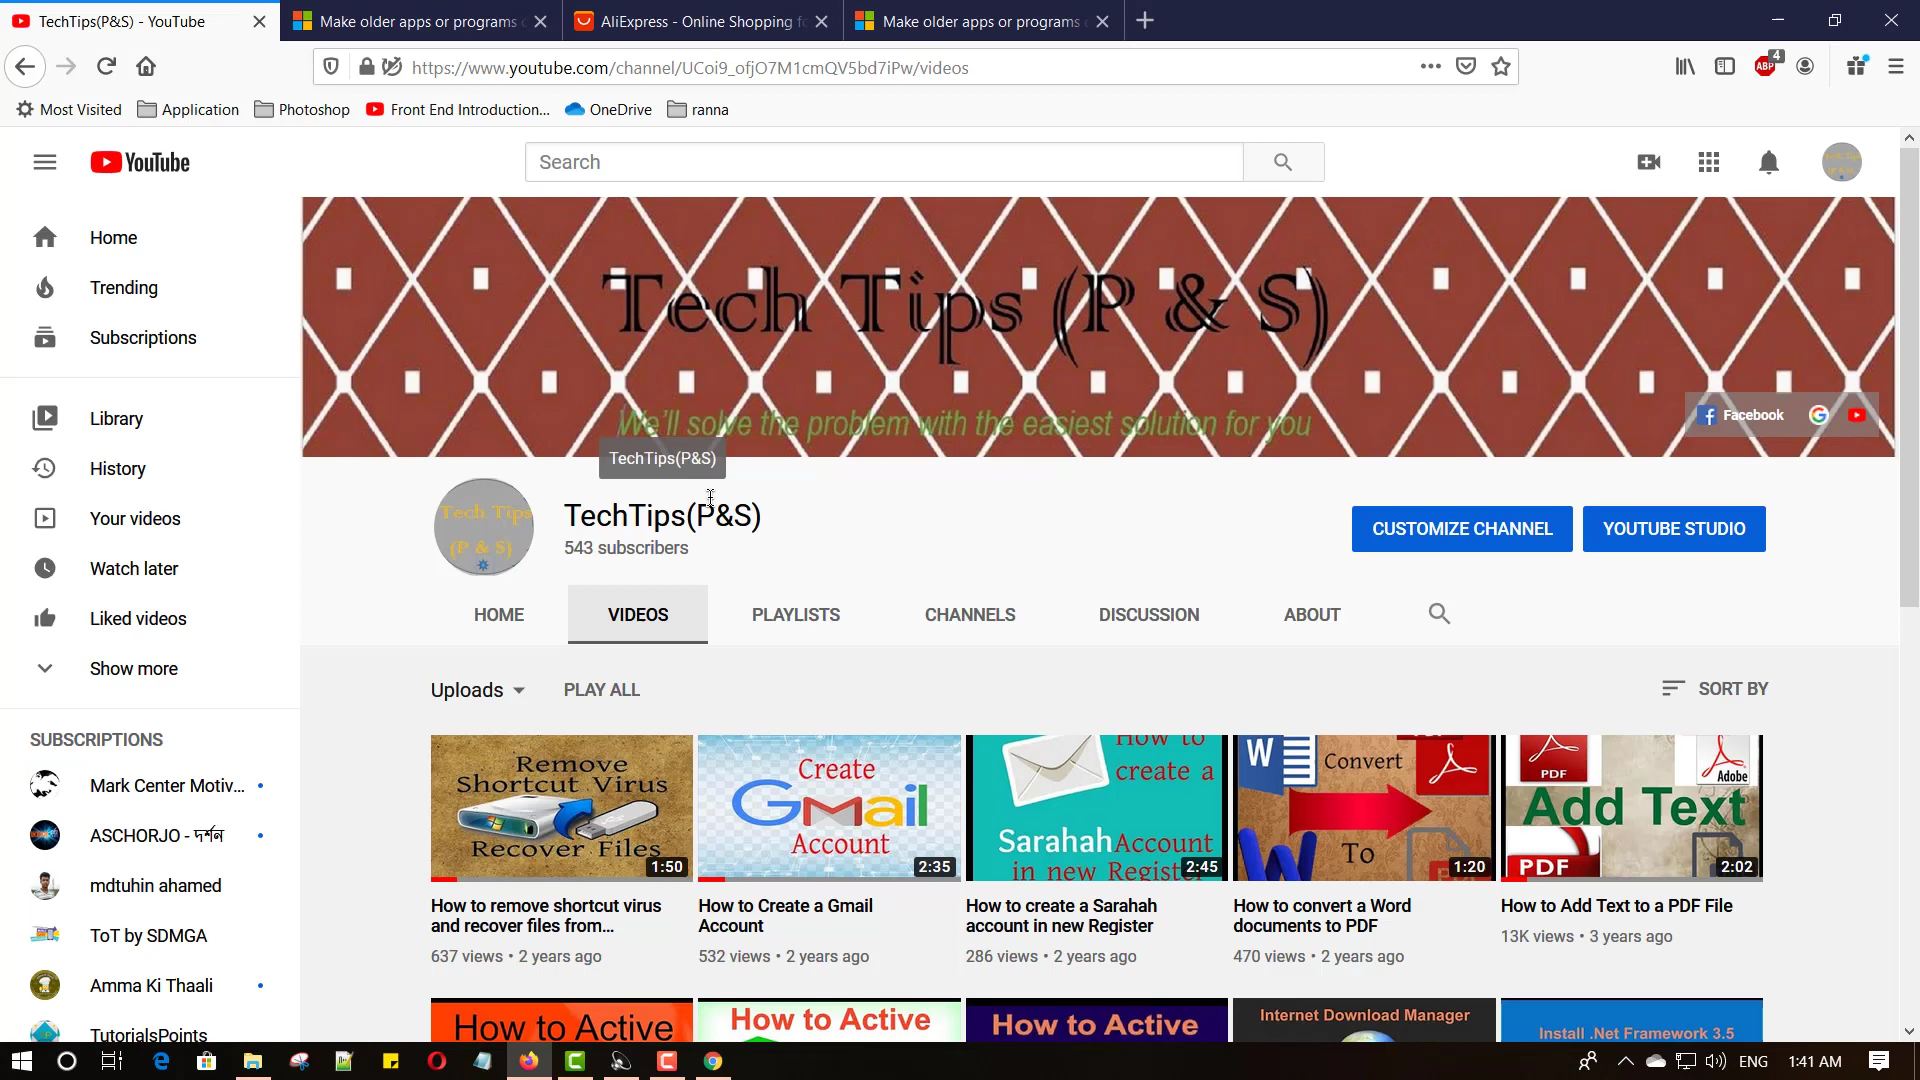 TechTips(P&S) - YouTube
Make older apps or programs
AliExpress - Online Shopping fo
Make older apps or programs
https://www.youtube.com/channel/UCoi9_ofjO7M1cmQV5bd7iPw/videos
ABP
4
Most Visited
Application
Photoshop
Front End Introduction...
OneDrive
ranna
YouTube
Search
Home
Trending
Subscriptions
Library
History
Your videos
Watch later
Liked videos
Show more
SUBSCRIPTIONS
Mark Center Motiv...
ASCHORJO - দর্শন
mdtuhin ahamed
ToT by SDMGA
Amma Ki Thaali
TutorialsPoints
Tech Tips (P & S)
We'll solve the problem with the easiest solution for you
Facebook
TechTips(P&S)
Tech Tips
(P & S)
TechTips(P&S)
543 subscribers
CUSTOMIZE CHANNEL
YOUTUBE STUDIO
HOME
VIDEOS
PLAYLISTS
CHANNELS
DISCUSSION
ABOUT
Uploads
PLAY ALL
SORT BY
Remove
Shortcut Virus
Recover Files
1:50
How to remove shortcut virus
and recover files from...
637 views • 2 years ago
Create
Gmail
Account
2:35
How to Create a Gmail
Account
532 views • 2 years ago
How to
create a
Sarahah Account
in new Register
2:45
How to create a Sarahah
account in new Register
286 views • 2 years ago
W
Convert
To
1:20
How to convert a Word
documents to PDF
470 views • 2 years ago
PDF
Adobe
Add Text
PDF
2:02
How to Add Text to a PDF File
13K views • 3 years ago
How to Active
How to Active
How to Active
Internet Download Manager
Install .Net Framework 3.5
ENG
1:41 AM